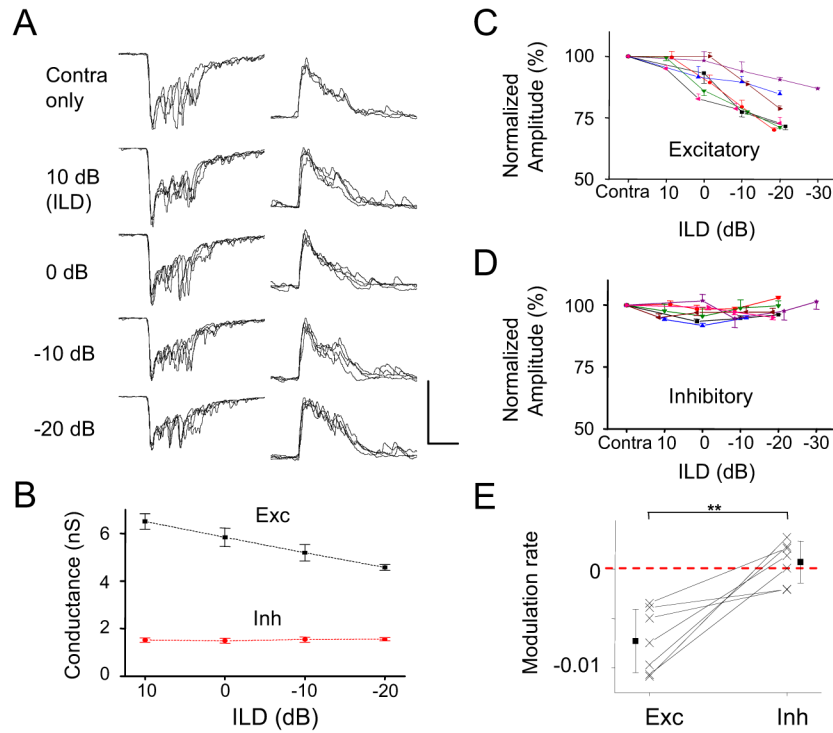 A
Contra
only
10 dB
(ILD)
0 dB
-10 dB
-20 dB
B
Conductance (nS)
6
4
2
0
Exc
Inh
10 0 -10 -20
ILD (dB)
C
Normalized
Amplitude (%)
100
75
50
Excitatory
Contra 10 0 -10 -20 -30
ILD (dB)
D
Normalized
Amplitude (%)
100
75
50
Inhibitory
Contra 10 0 -10 -20 -30
ILD (dB)
E
Modulation rate
**
0
-0.01
Exc Inh